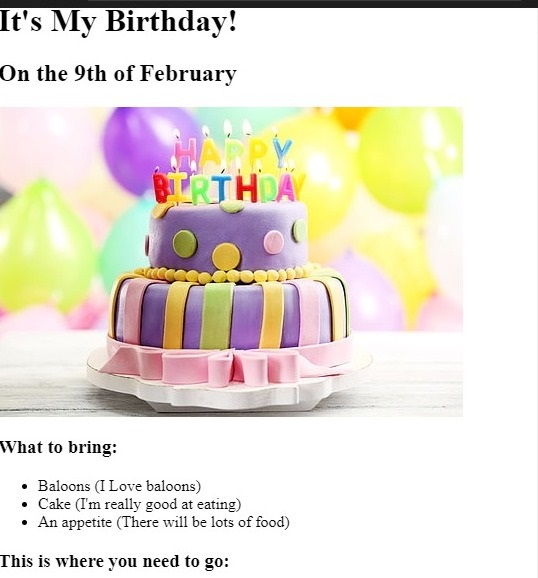 It's My Birthday!
On the 9th of February
HAPPY
BIRTHDAY
What to bring:
Baloons (I Love baloons)
Cake (I'm really good at eating)
An appetite (There will be lots of food)
This is where you need to go: